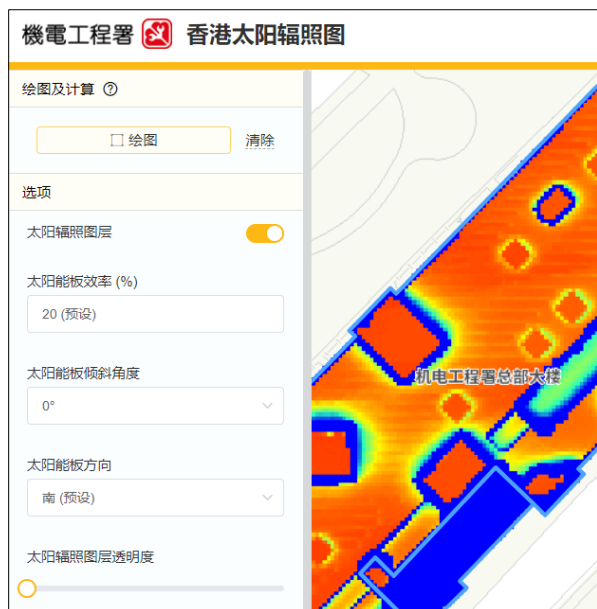 機電工程署 香港太阳辐照图
绘图及计算 ?
绘图 清除
选项
太阳辐照图层
太阳能板效率 (%)
20 (预设)
太阳能板倾斜角度
0°
太阳能板方向
南 (预设)
太阳辐照图层透明度
机电工程署总部大楼